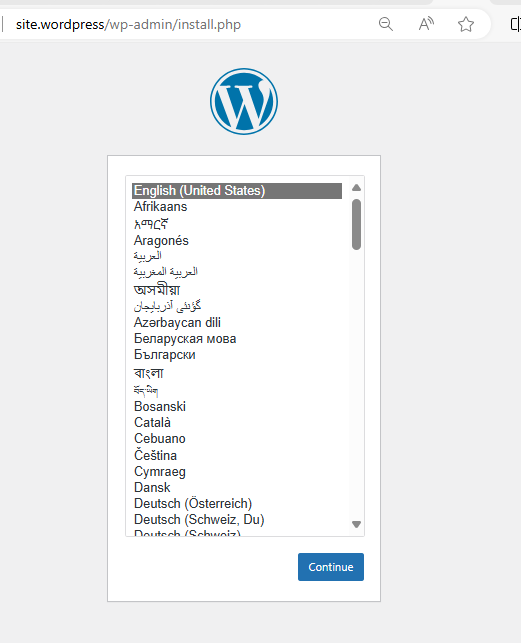 site.wordpress/wp-admin/install.php
English (United States)
Afrikaans
አማርኛ
Aragonés
العربية
العربية المغربية
অসমীয়া
گؤنئی آذربایجان
Azərbaycan dili
Беларуская мова
Български
বাংলা
བོད་ཡིག
Bosanski
Català
Cebuano
Čeština
Cymraeg
Dansk
Deutsch (Österreich)
Deutsch (Schweiz, Du)
Deutsch (Schweiz)
Continue